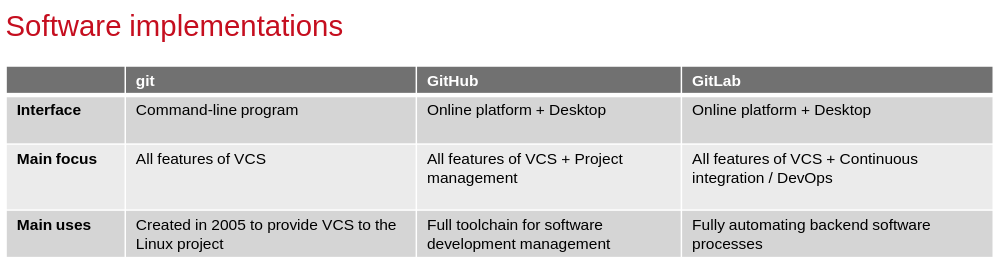 Software implementations
git GitHub GitLab
Interface Command-line program Online platform + Desktop Online platform + Desktop
Main focus All features of VCS All features of VCS + Project All features of VCS + Continuous
management integration / DevOps
Main uses Created in 2005 to provide VCS to the Full toolchain for software Fully automating backend software
Linux project development management processes